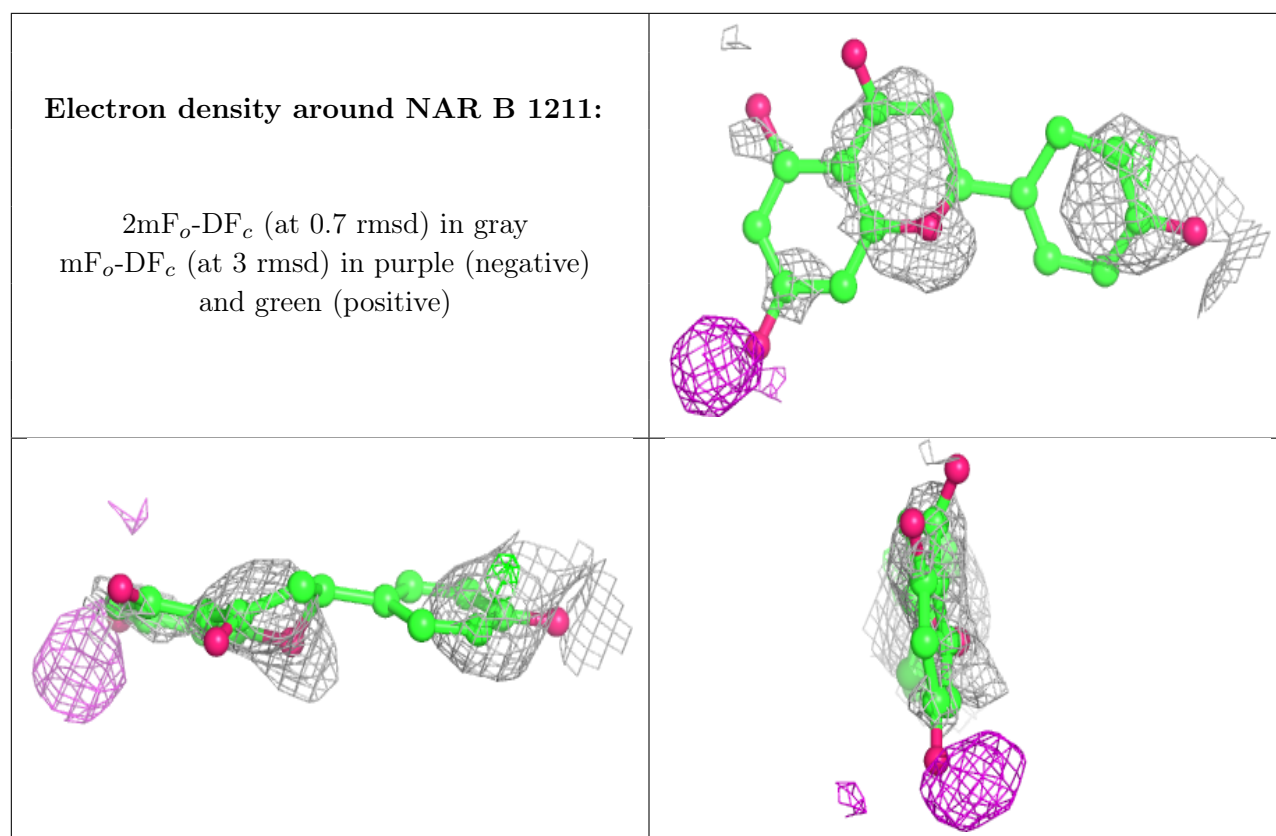 Electron density around NAR B 1211:
2mFo-DFc (at 0.7 rmsd) in gray
mFo-DFc (at 3 rmsd) in purple (negative)
and green (positive)